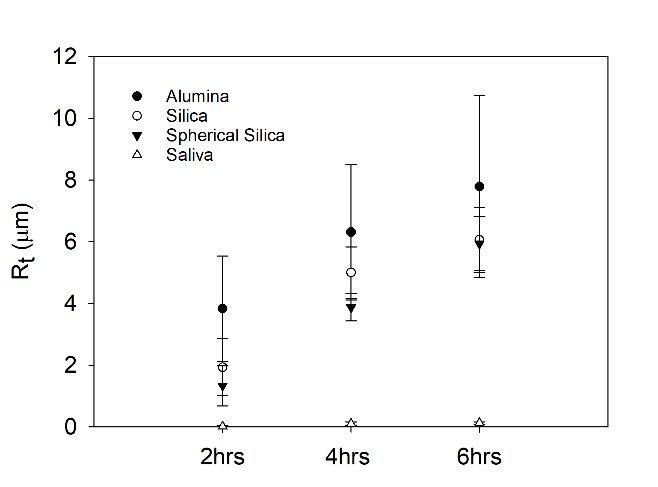 12
10
8
6
4
2
0
Rt (μm)
Alumina
Silica
Spherical Silica
Saliva
2hrs 4hrs 6hrs